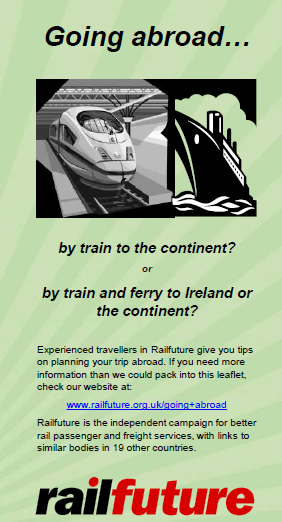 Going abroad…
by train to the continent?
or
by train and ferry to Ireland or
the continent?
Experienced travellers in Railfuture give you tips
on planning your trip abroad. If you need more
information than we could pack into this leaflet,
check our website at:
www.railfuture.org.uk/going+abroad
Railfuture is the independent campaign for better
rail passenger and freight services, with links to
similar bodies in 19 other countries.
railfuture